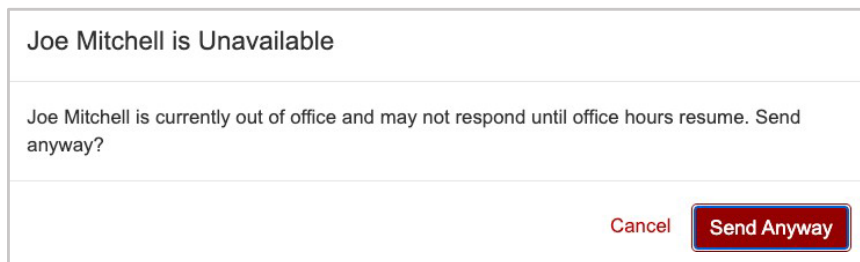 Joe Mitchell is Unavailable
Joe Mitchell is currently out of office and may not respond until office hours resume. Send
anyway?
Cancel Send Anyway